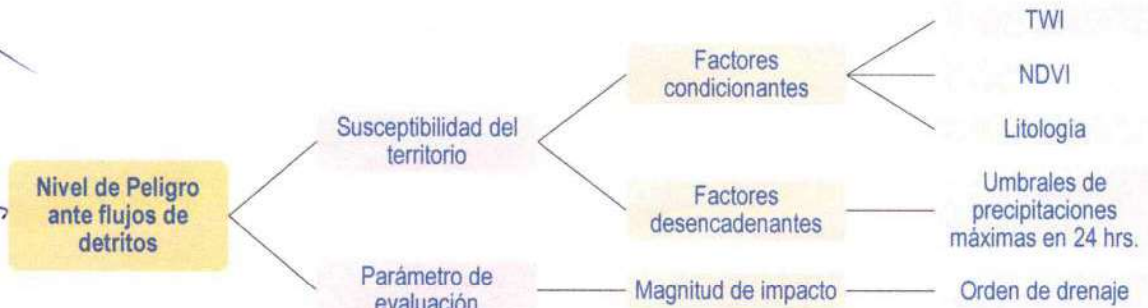 Nivel de Peligro
ante flujos de
detritos
Susceptibilidad del
territorio
Factores
condicionantes
TWI
NDVI
Litología
Factores
desencadenantes
Umbrales de
precipitaciones
máximas en 24 hrs.
Parámetro de
evaluación
Magnitud de impacto
Orden de drenaje